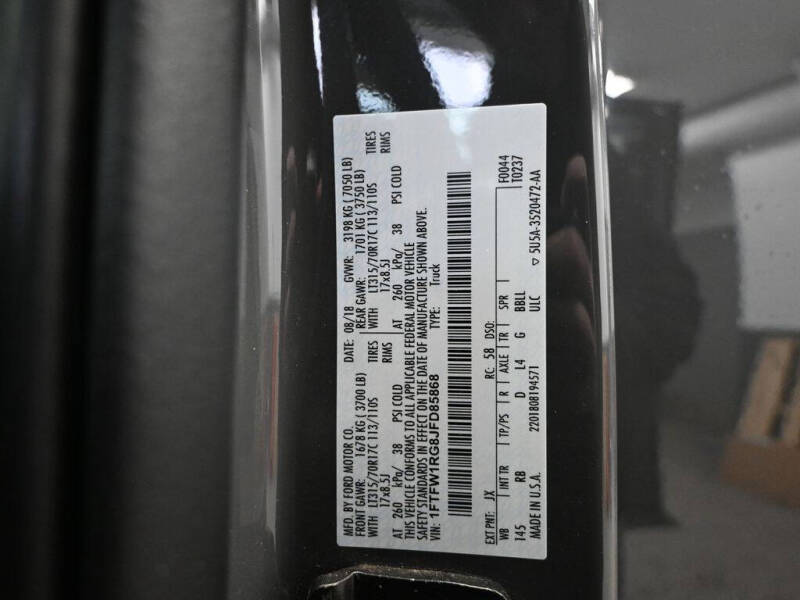 MFD. BY FORD MOTOR CO.
DATE: 08/18 GVWR: 3198 KG ( 7050 LB)
FRONT GAWR: 1678 KG ( 3700 LB) REAR GAWR: 1701 KG ( 3750 LB)
WITH LT315/70R17C 113/110S TIRES WITH LT315/70R17C 113/110S TIRES
17x8.5J RIMS 17x8.5J RIMS
AT 260 kPa/ 38 PSI COLD AT 260 kPa/ 38 PSI COLD
THIS VEHICLE CONFORMS TO ALL APPLICABLE FEDERAL MOTOR VEHICLE
SAFETY STANDARDS IN EFFECT ON THE DATE OF MANUFACTURE SHOWN ABOVE.
VIN: 1FTFW1RG8JFD85868 TYPE: Truck
EXT PNT: JX RC: 58 DSO: F0044
WB INT TR TP/PS R AXLE TR SPR T0237
145 RB D L4 G BBLL
2201808194571 ULC
MADE IN U.S.A. ▽ 5U5A-3520472-AA